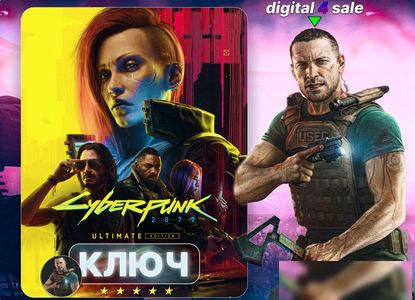 digital 4 sale
CYBERPUNK
2077
ULTIMATE EDITION
КЛЮЧ
USEC